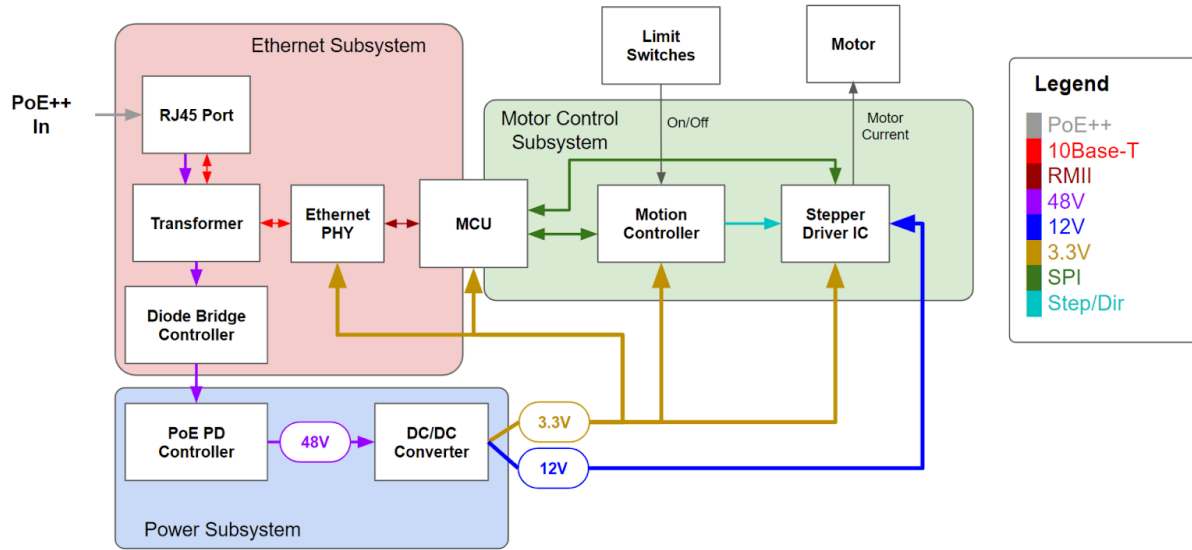 Ethernet Subsystem
Limit
Switches
Motor
PoE++
In
RJ45 Port
Motor Control
Subsystem
On/Off
Motor
Current
Legend
PoE++
10Base-T
RMII
48V
12V
3.3V
SPI
Step/Dir
Transformer
Ethernet
PHY
MCU
Motion
Controller
Stepper
Driver IC
Diode Bridge
Controller
PoE PD
Controller
48V
DC/DC
Converter
3.3V
12V
Power Subsystem